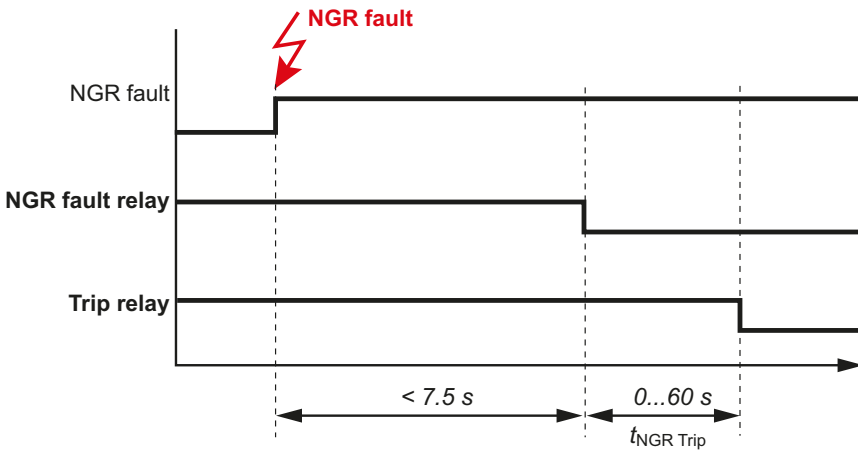 NGR fault
NGR fault
NGR fault relay
Trip relay
< 7.5 s
0...60 s
tNGR Trip